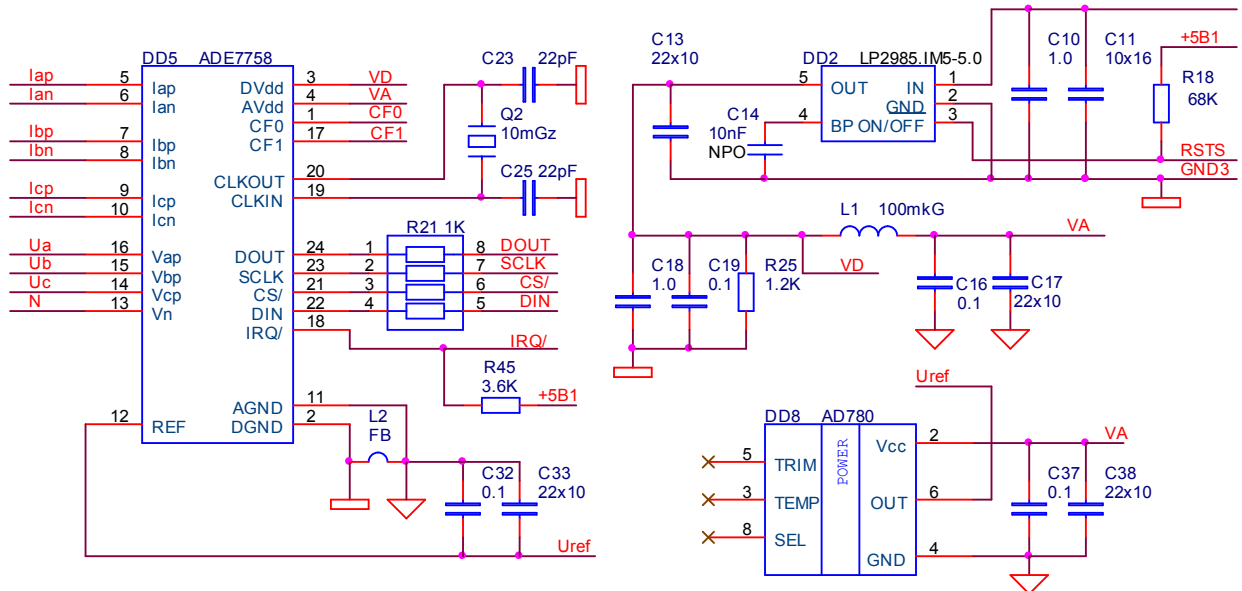 DD5 ADE7758
Iap 5 Iap
Ian 6 Ian
Ibp 7 Ibp
Ibn 8 Ibn
Icp 9 Icp
Icn 10 Icn
Ua 16 Vap
Ub 15 Vbp
Uc 14 Vcp
N 13 Vn
12 REF
DVdd 3 VD
AVdd 4 VA
CF0 1 CF0
CF1 17 CF1
CLKOUT 20
CLKIN 19
DOUT 24 1 8 DOUT
SCLK 23 2 7 SCLK
CS/ 21 3 6 CS/
DIN 22 4 5 DIN
IRQ/ 18 IRQ/
AGND 11
DGND 2
C23 22pF
Q2
10mGz
C25 22pF
R21 1K
R45
3.6K
+5B1
L2
FB
C32
0.1
C33
22x10
Uref
C13
22x10
DD2 LP2985.IM5-5.0
5 OUT IN 1
GND 2
4 BP ON/OFF 3
C14
10nF
NPO
C10
1.0
C11
10x16
+5B1
R18
68K
RSTS
GND3
L1 100mkG
VA
VD
C18
1.0
C19
0.1
R25
1.2K
C16
0.1
C17
22x10
Uref
DD8 AD780
POWER
5 TRIM
3 TEMP
8 SEL
Vcc 2
OUT 6
GND 4
VA
C37
0.1
C38
22x10